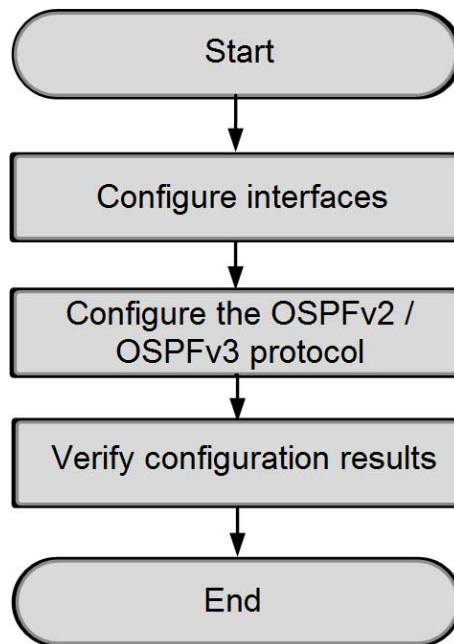 Start
Configure interfaces
Configure the OSPFv2 /
OSPFv3 protocol
Verify configuration results
End